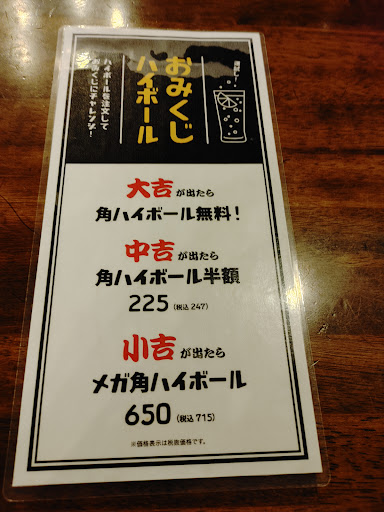 運試し!
おみくじ
ハイボール
ハイボールを注文して
おみくじにチャレンジ!
大吉が出たら
角ハイボール無料!
中吉が出たら
角ハイボール半額
225(税込 247)
小吉が出たら
メガ角ハイボール
650(税込 715)
※価格表示は税抜価格です。